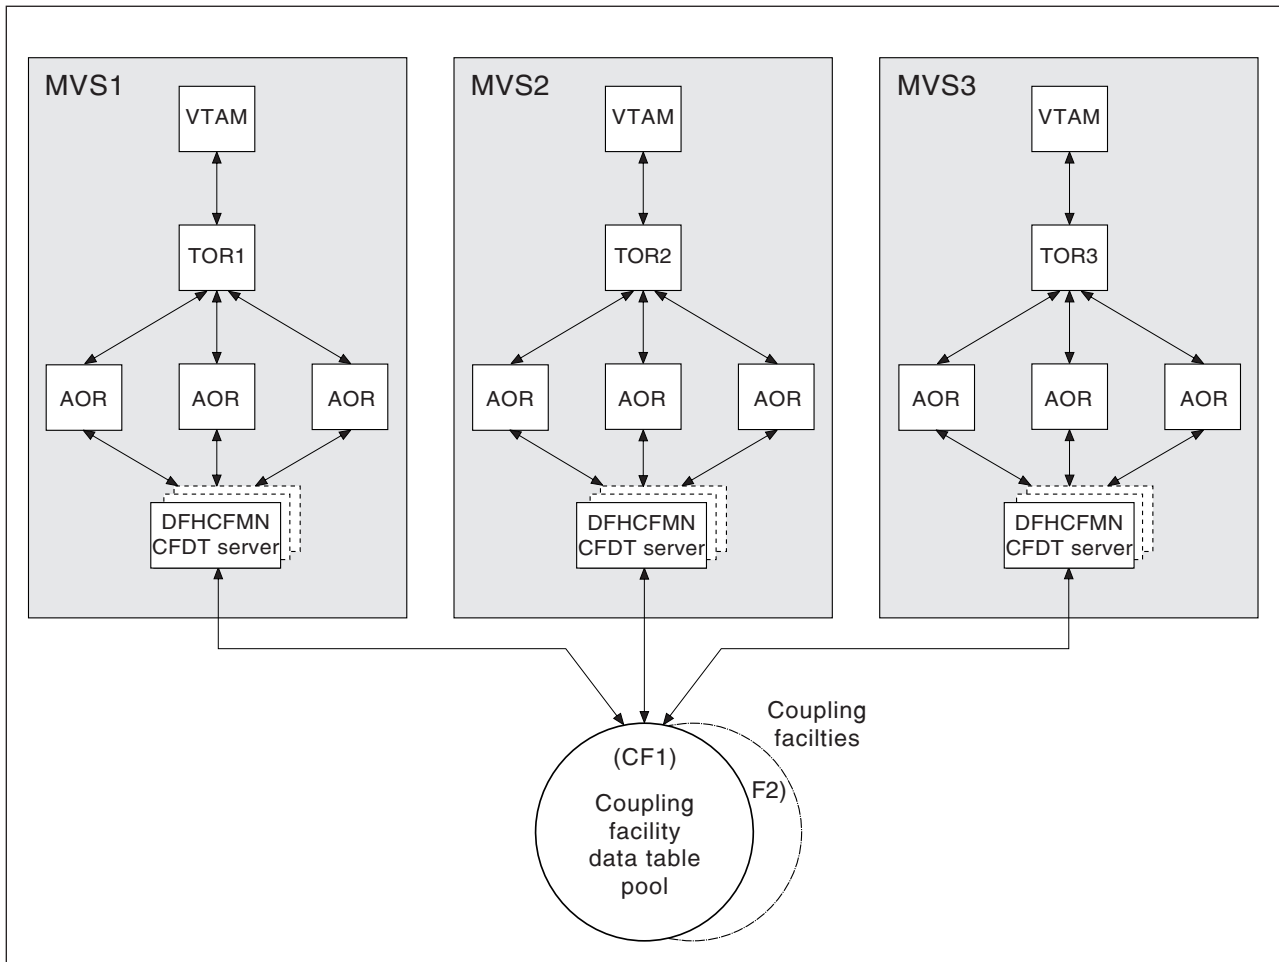 MVS1
VTAM
TOR1
AOR
AOR
AOR
DFHCFMN
CFDT server
MVS2
VTAM
TOR2
AOR
AOR
AOR
DFHCFMN
CFDT server
MVS3
VTAM
TOR3
AOR
AOR
AOR
DFHCFMN
CFDT server
Coupling
facilties
(CF1)
F2)
Coupling
facility
data table
pool